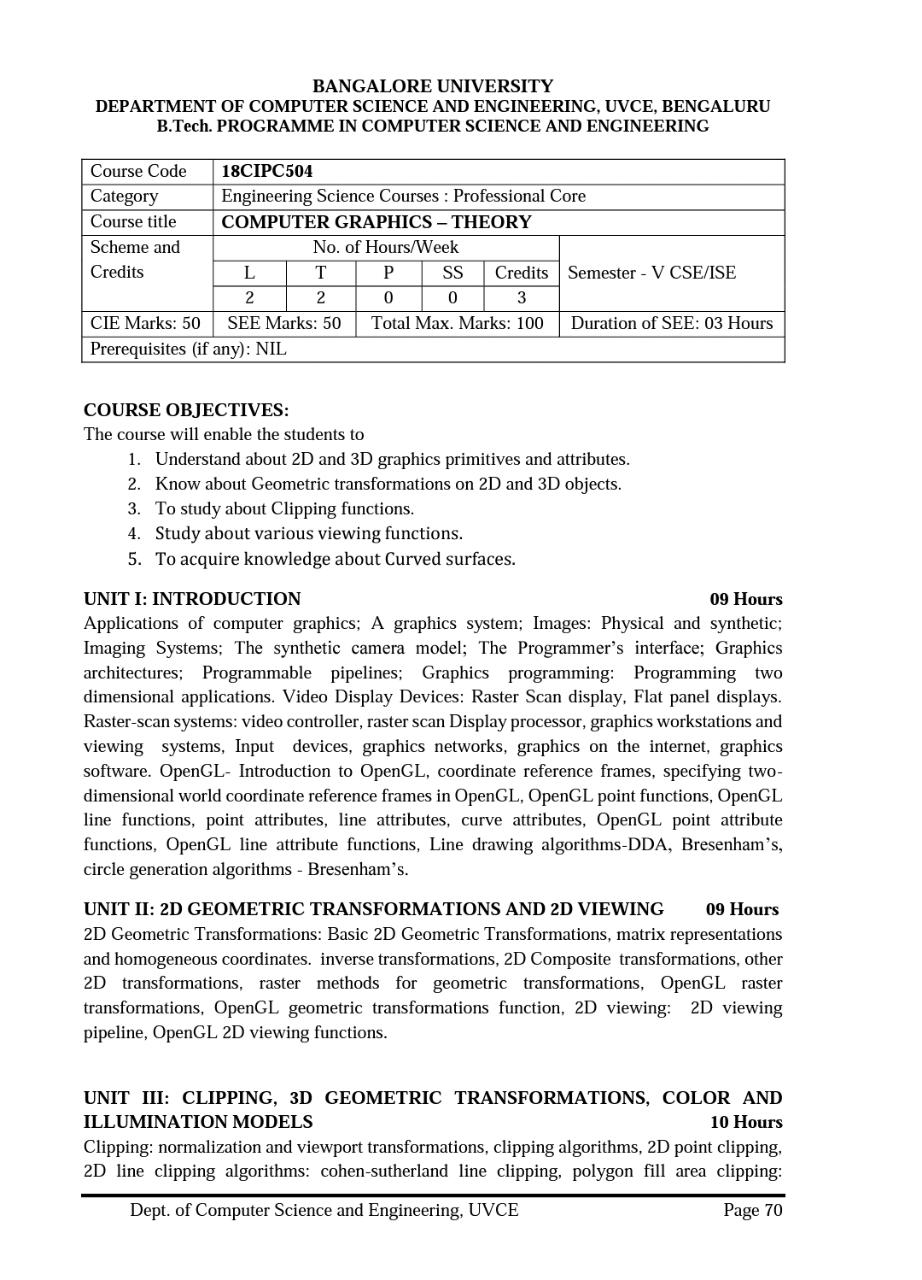 BANGALORE UNIVERSITY
DEPARTMENT OF COMPUTER SCIENCE AND ENGINEERING, UVCE, BENGALURU
B.Tech. PROGRAMME IN COMPUTER SCIENCE AND ENGINEERING
Course Code 18CIPC504
Category Engineering Science Courses : Professional Core
Course title COMPUTER GRAPHICS – THEORY
Scheme and No. of Hours/Week
Credits L T P SS Credits Semester - V CSE/ISE
2 2 0 0 3
CIE Marks: 50 SEE Marks: 50 Total Max. Marks: 100 Duration of SEE: 03 Hours
Prerequisites (if any): NIL
COURSE OBJECTIVES:
The course will enable the students to
1. Understand about 2D and 3D graphics primitives and attributes.
2. Know about Geometric transformations on 2D and 3D objects.
3. To study about Clipping functions.
4. Study about various viewing functions.
5. To acquire knowledge about Curved surfaces.
UNIT I: INTRODUCTION 09 Hours
Applications of computer graphics; A graphics system; Images: Physical and synthetic;
Imaging Systems; The synthetic camera model; The Programmer’s interface; Graphics
architectures; Programmable pipelines; Graphics programming: Programming two
dimensional applications. Video Display Devices: Raster Scan display, Flat panel displays.
Raster-scan systems: video controller, raster scan Display processor, graphics workstations and
viewing systems, Input devices, graphics networks, graphics on the internet, graphics
software. OpenGL- Introduction to OpenGL, coordinate reference frames, specifying two-
dimensional world coordinate reference frames in OpenGL, OpenGL point functions, OpenGL
line functions, point attributes, line attributes, curve attributes, OpenGL point attribute
functions, OpenGL line attribute functions, Line drawing algorithms-DDA, Bresenham’s,
circle generation algorithms - Bresenham’s.
UNIT II: 2D GEOMETRIC TRANSFORMATIONS AND 2D VIEWING 09 Hours
2D Geometric Transformations: Basic 2D Geometric Transformations, matrix representations
and homogeneous coordinates. inverse transformations, 2D Composite transformations, other
2D transformations, raster methods for geometric transformations, OpenGL raster
transformations, OpenGL geometric transformations function, 2D viewing: 2D viewing
pipeline, OpenGL 2D viewing functions.
UNIT III: CLIPPING, 3D GEOMETRIC TRANSFORMATIONS, COLOR AND
ILLUMINATION MODELS 10 Hours
Clipping: normalization and viewport transformations, clipping algorithms, 2D point clipping,
2D line clipping algorithms: cohen-sutherland line clipping, polygon fill area clipping:
Dept. of Computer Science and Engineering, UVCE Page 70